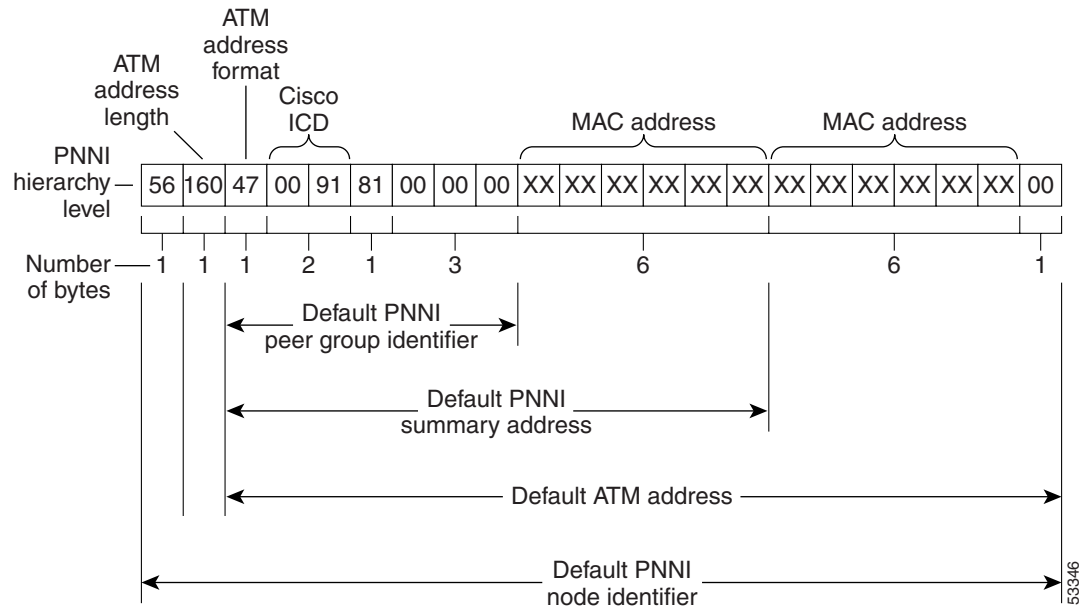 ATM
address
format
ATM
address
length
Cisco
ICD
MAC address
MAC address
PNNI
hierarchy
level
56 160 47 00 91 81 00 00 00 XX XX XX XX XX XX XX XX XX XX XX XX 00
Number
of bytes
1 1 1 2 1 3 6 6 1
Default PNNI
peer group identifier
Default PNNI
summary address
Default ATM address
Default PNNI
node identifier
53346